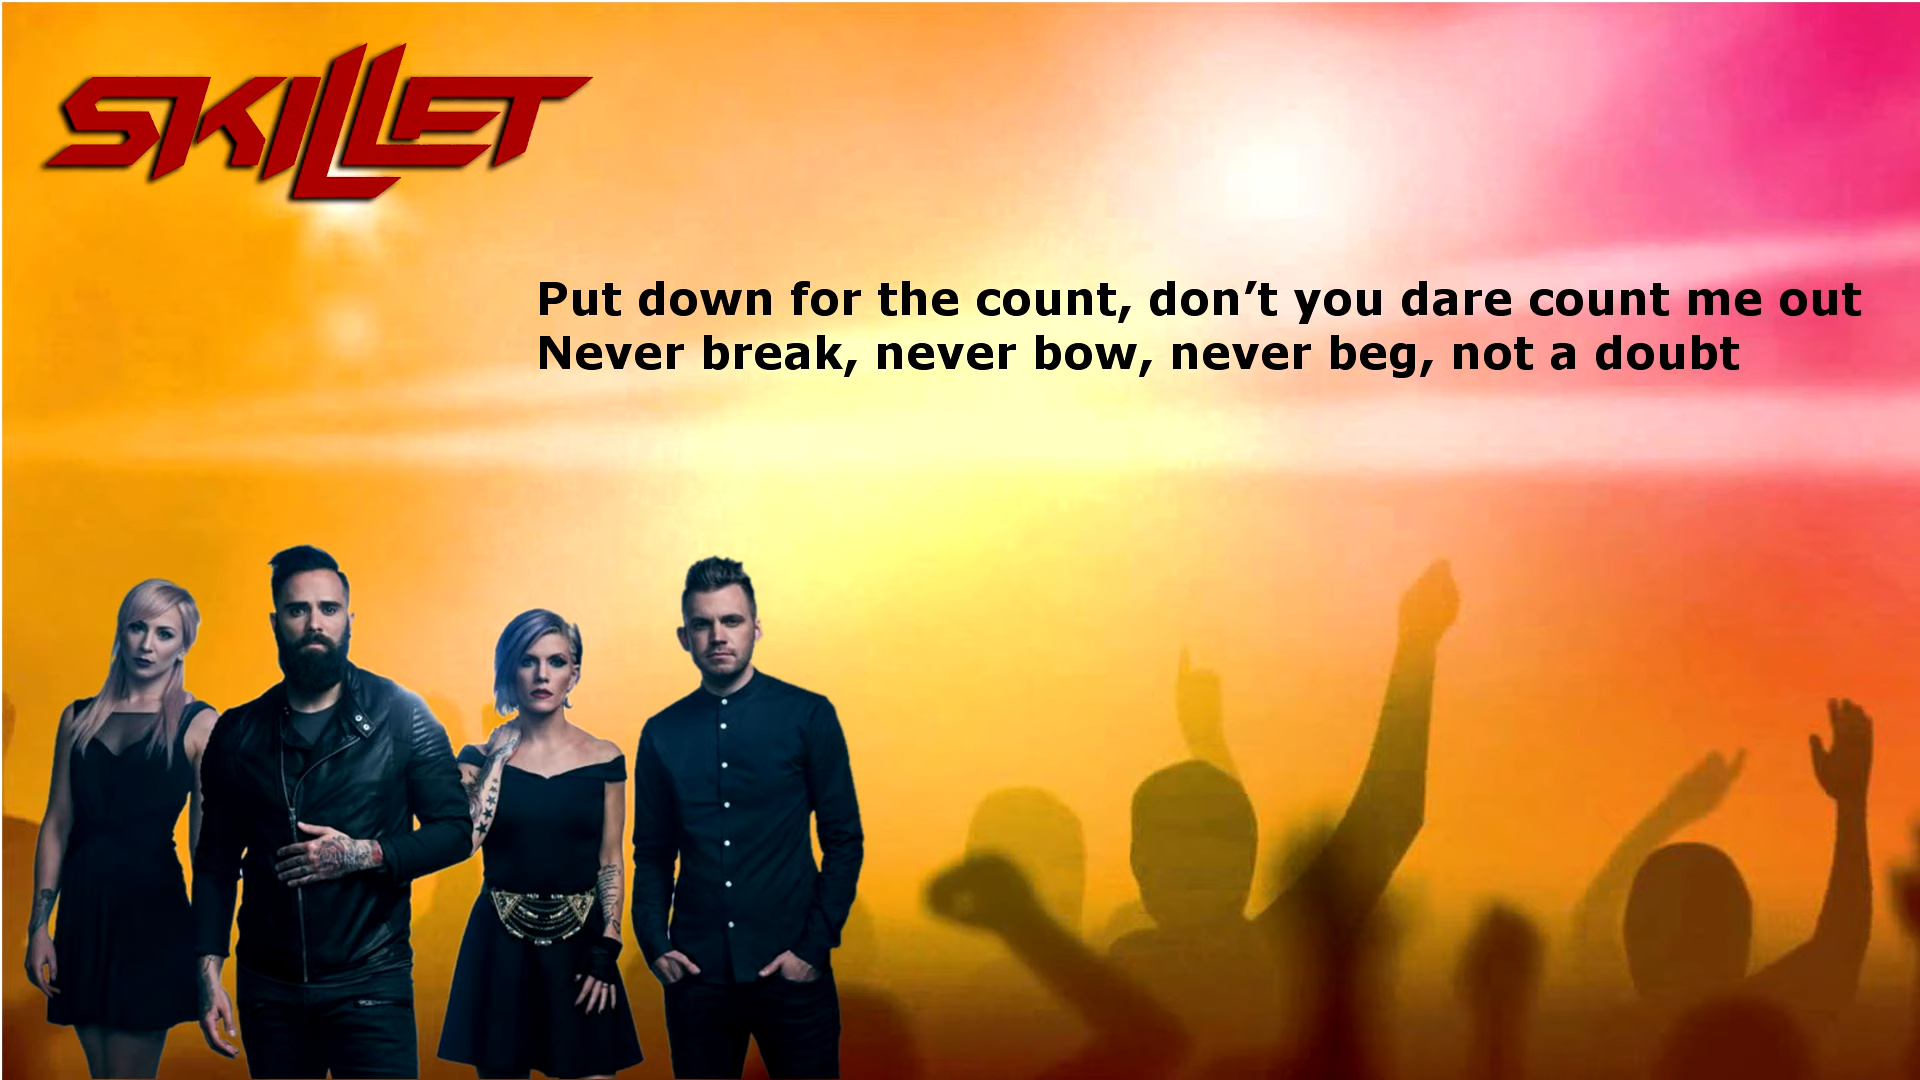 SKILLET
Put down for the count, don’t you dare count me out
Never break, never bow, never beg, not a doubt